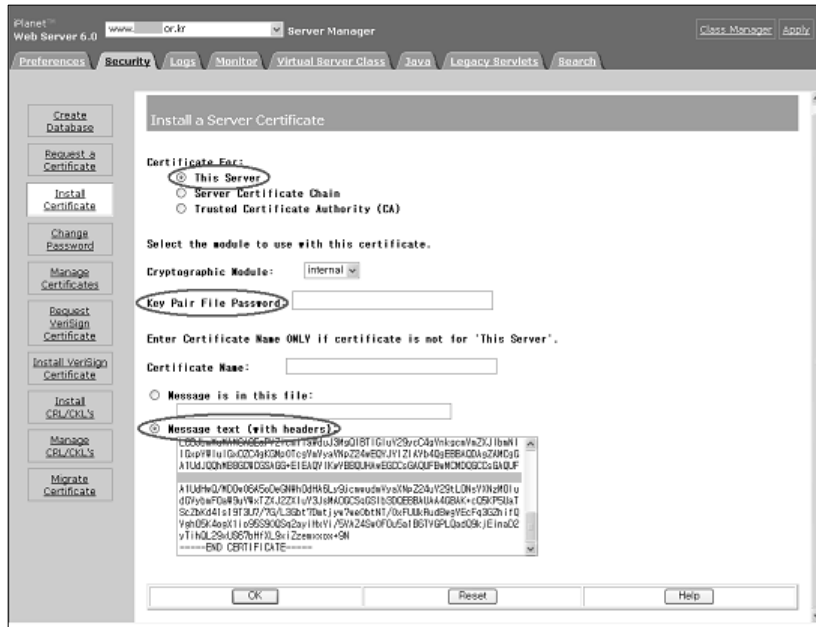 iPlanet™
Web Server 6.0
www. or.kr
Server Manager
Class Manager
Apply
Preferences
Security
Logs
Monitor
Virtual Server Class
Java
Legacy Servlets
Search
Create
Database
Request a
Certificate
Install
Certificate
Change
Password
Manage
Certificates
Request
VeriSign
Certificate
Install VeriSign
Certificate
Install
CRL/CKL's
Manage
CRL/CKL's
Migrate
Certificate
Install a Server Certificate
Certificate For:
This Server
Server Certificate Chain
Trusted Certificate Authority (CA)
Select the module to use with this certificate.
Cryptographic Module:
internal
Key Pair File Password:
Enter Certificate Name ONLY if certificate is not for 'This Server'.
Certificate Name:
Message is in this file:
Message text (with headers):
-----END CERTIFICATE-----
OK
Reset
Help